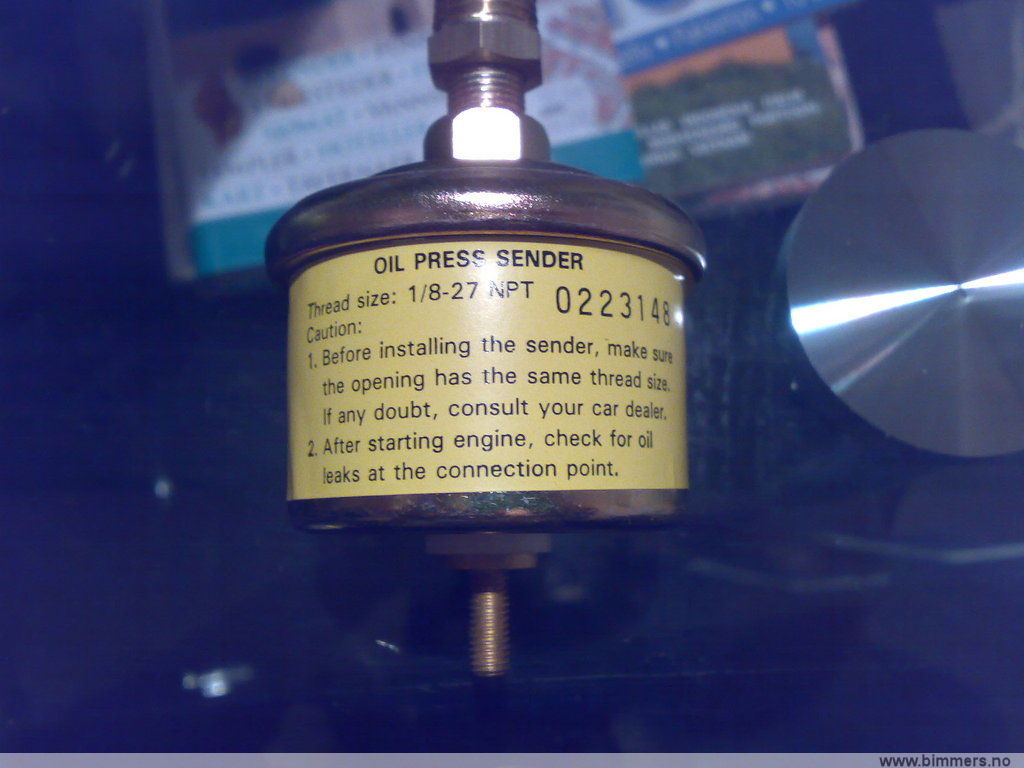 OIL PRESS SENDER
Thread size: 1/8-27 NPT 0223148
Caution:
1. Before installing the sender, make sure
the opening has the same thread size.
If any doubt, consult your car dealer.
2. After starting engine, check for oil
leaks at the connection point.
www.bimmers.no